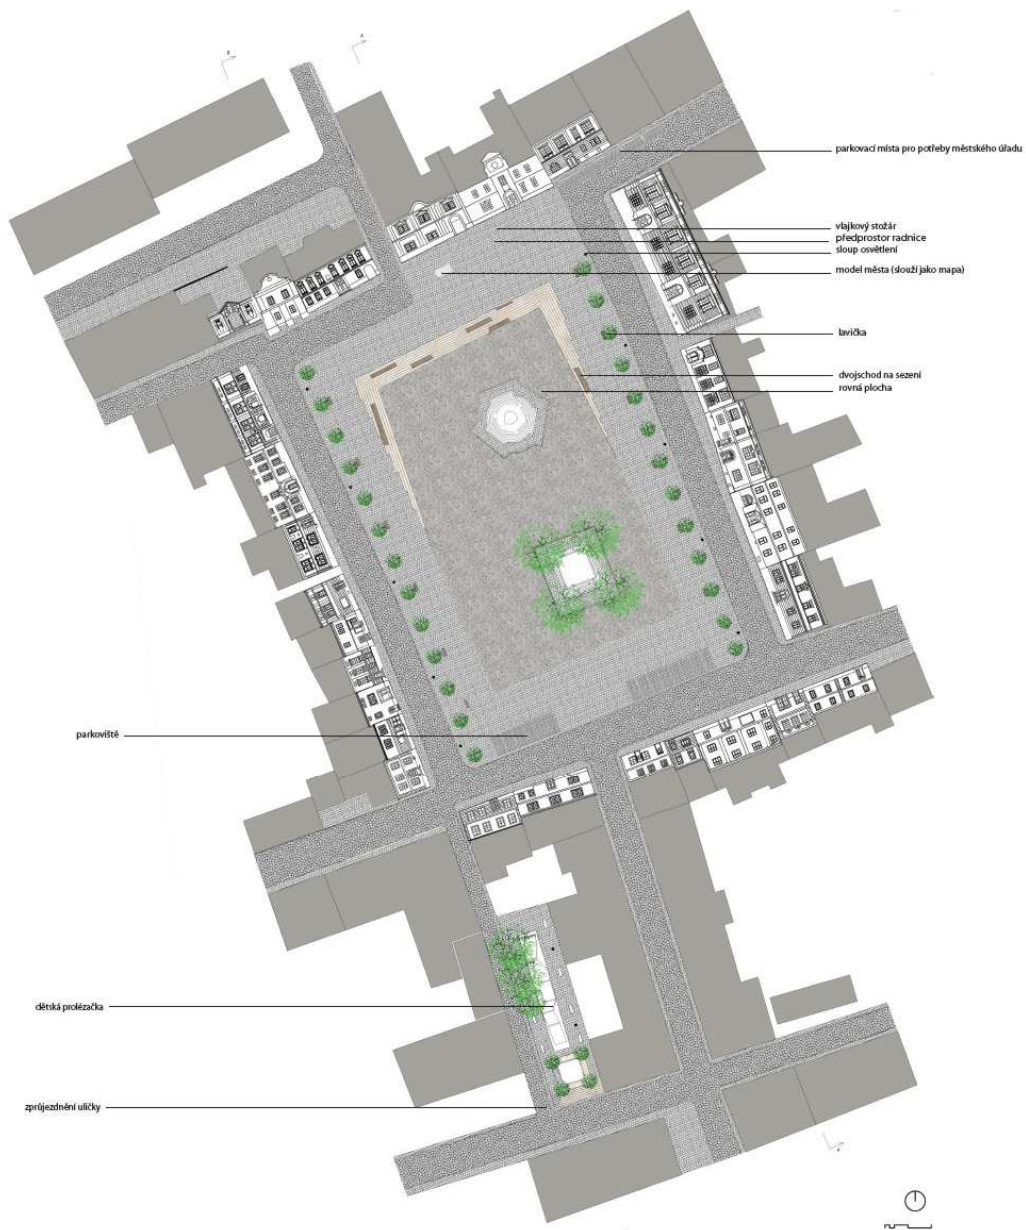 parkovací místa pro potřeby městského úřadu
vlajkový stožár
předprostor radnice
sloup osvětlení
model města (slouží jako mapa)
lavička
dvojschod na sezení
rovná plocha
parkoviště
dětská prolézačka
zprůjezdnění uličky